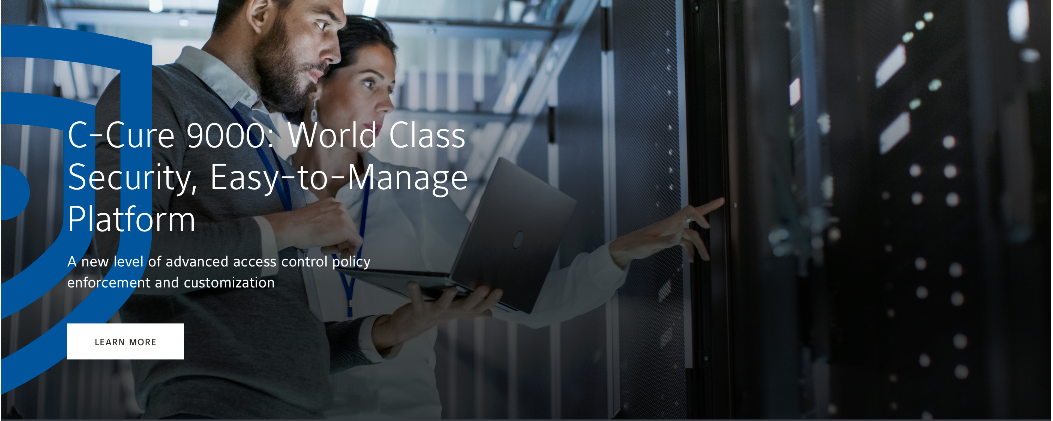 C-Cure 9000: World Class
Security, Easy-to-Manage
Platform
A new level of advanced access control policy
enforcement and customization
LEARN MORE